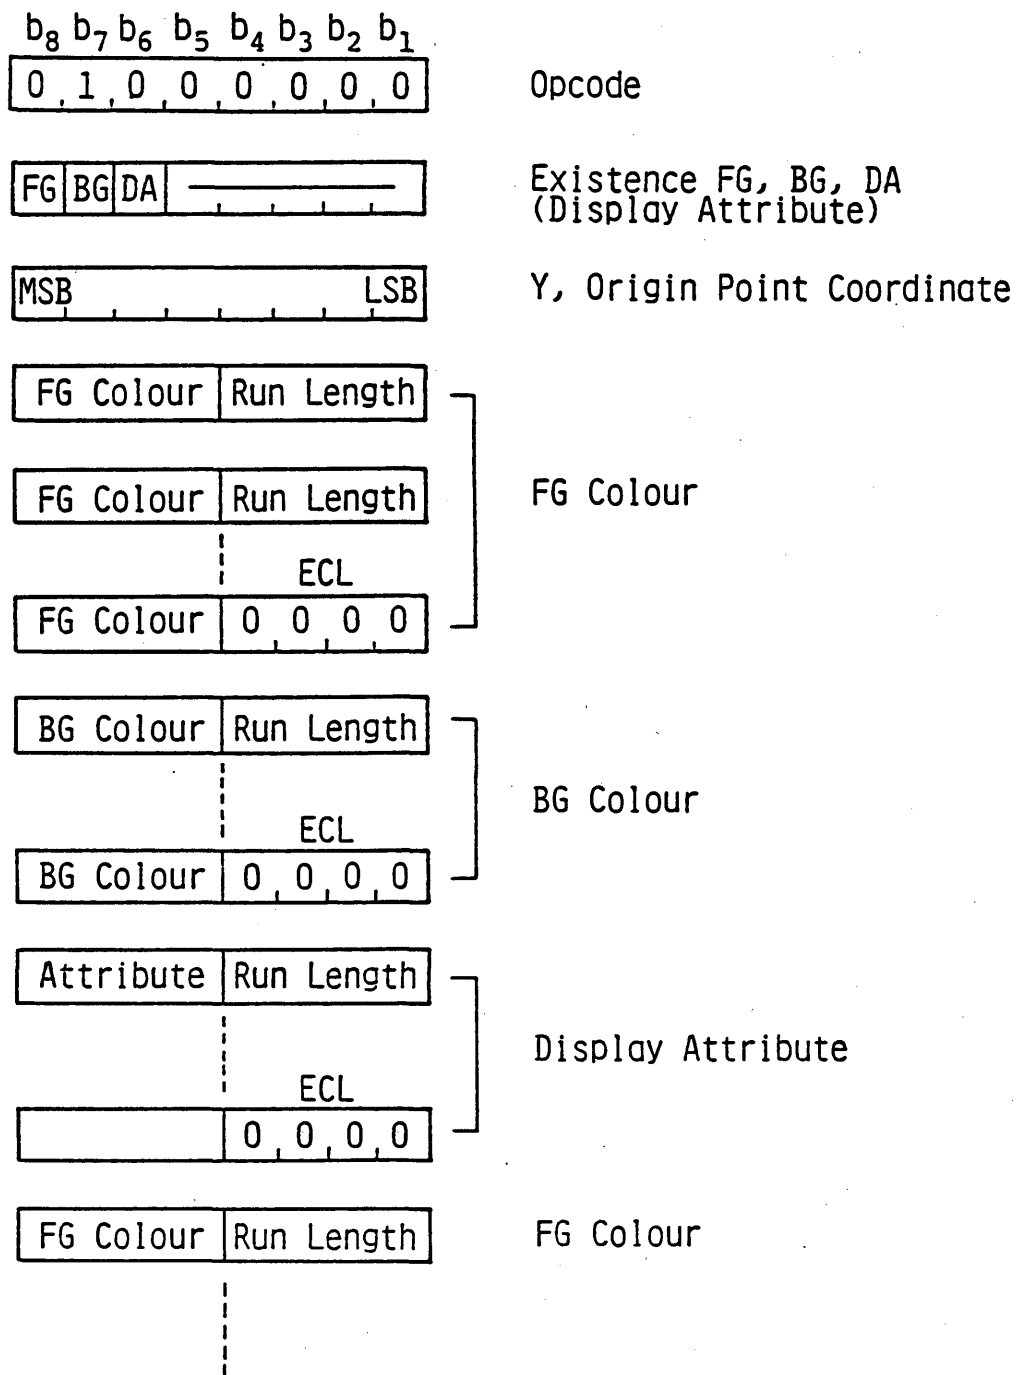 b8 b7 b6 b5 b4 b3 b2 b1
0 1 0 0 0 0 0 0 Opcode
FG BG DA Existence FG, BG, DA
(Display Attribute)
MSB LSB Y, Origin Point Coordinate
FG Colour Run Length
FG Colour Run Length FG Colour
ECL
FG Colour 0 0 0 0
BG Colour Run Length
BG Colour
ECL
BG Colour 0 0 0 0
Attribute Run Length
Display Attribute
ECL
0 0 0 0
FG Colour Run Length FG Colour